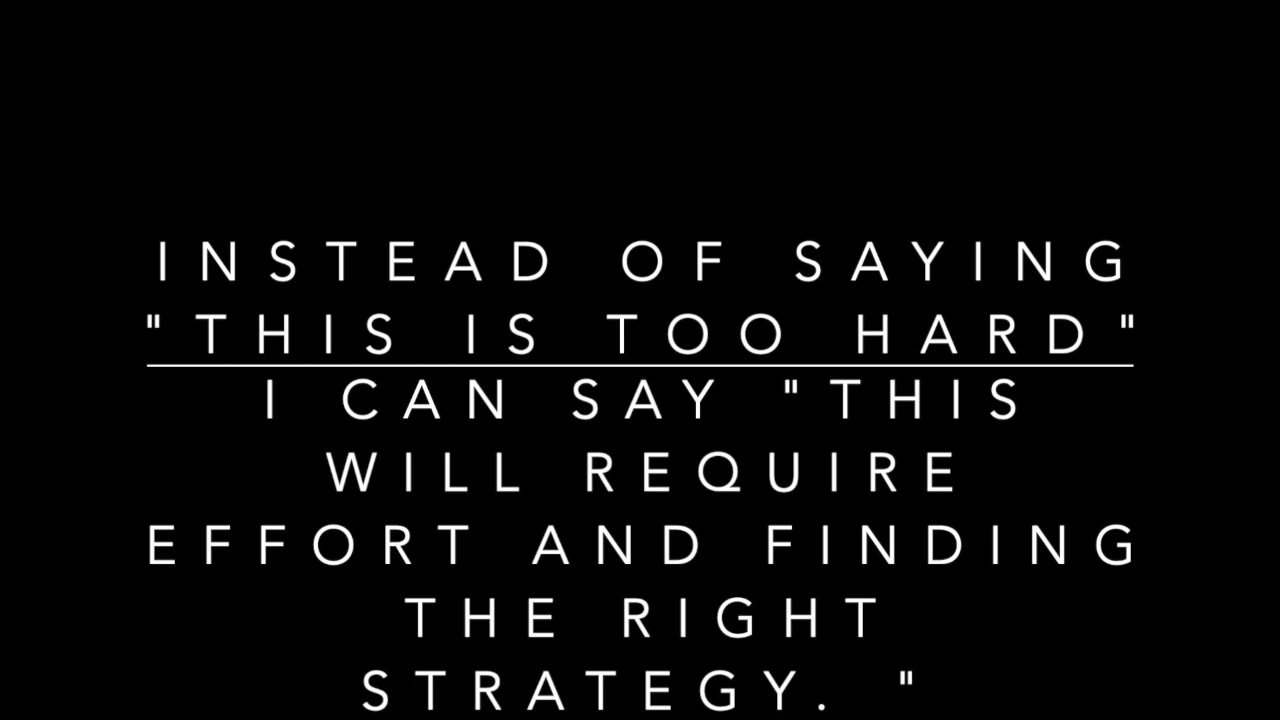 INSTEAD OF SAYING
"THIS IS TOO HARD"
I CAN SAY "THIS
WILL REQUIRE
EFFORT AND FINDING
THE RIGHT
STRATEGY. "